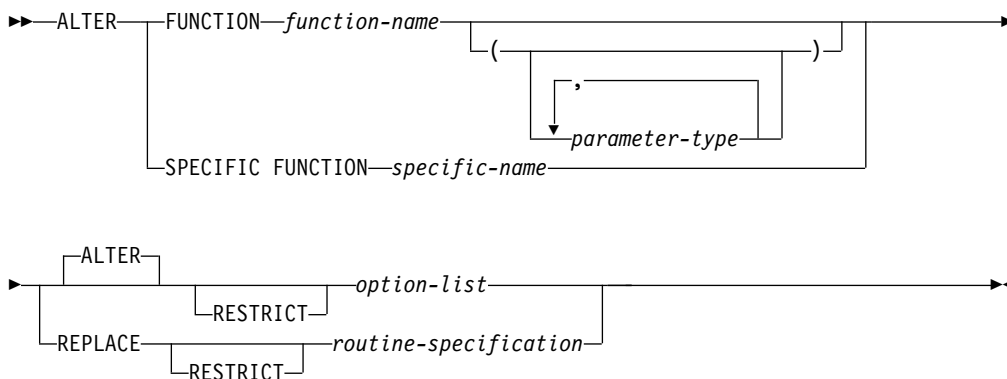 ALTER FUNCTION function-name
( )
,
parameter-type
SPECIFIC FUNCTION specific-name
ALTER
RESTRICT option-list
REPLACE RESTRICT routine-specification